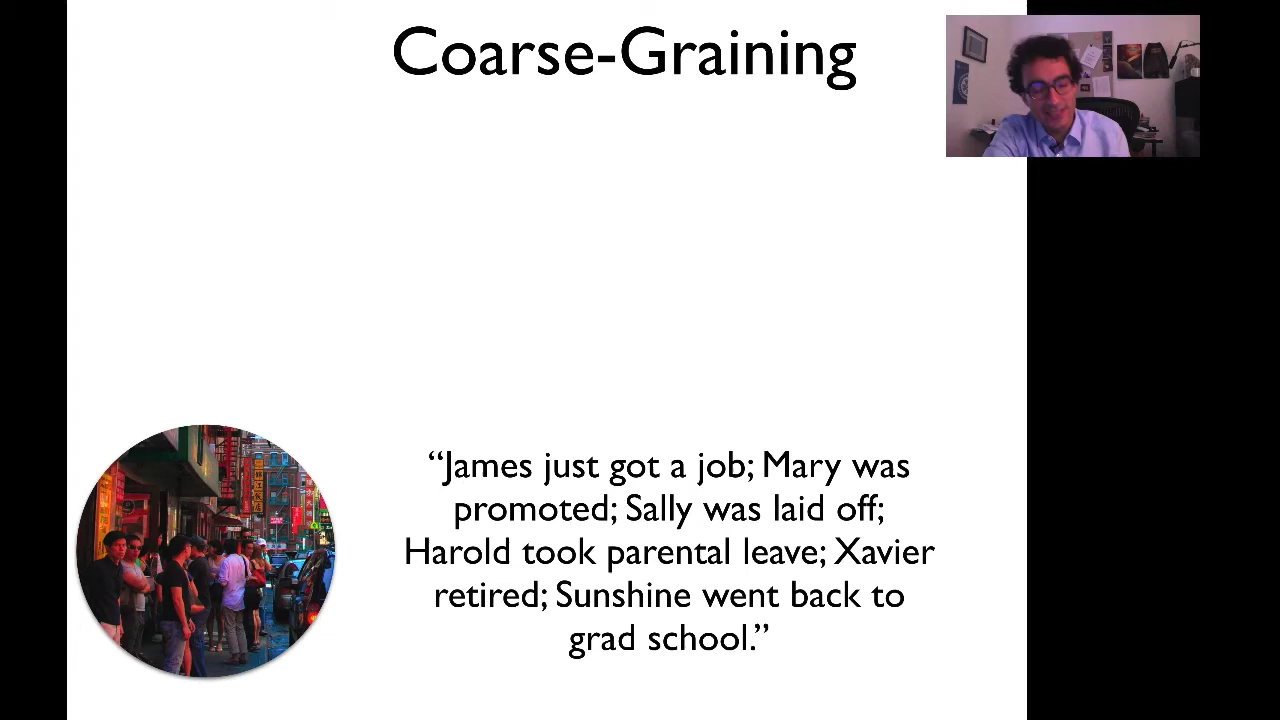 Coarse-Graining
“James just got a job; Mary was
promoted; Sally was laid off;
Harold took parental leave; Xavier
retired; Sunshine went back to
grad school.”